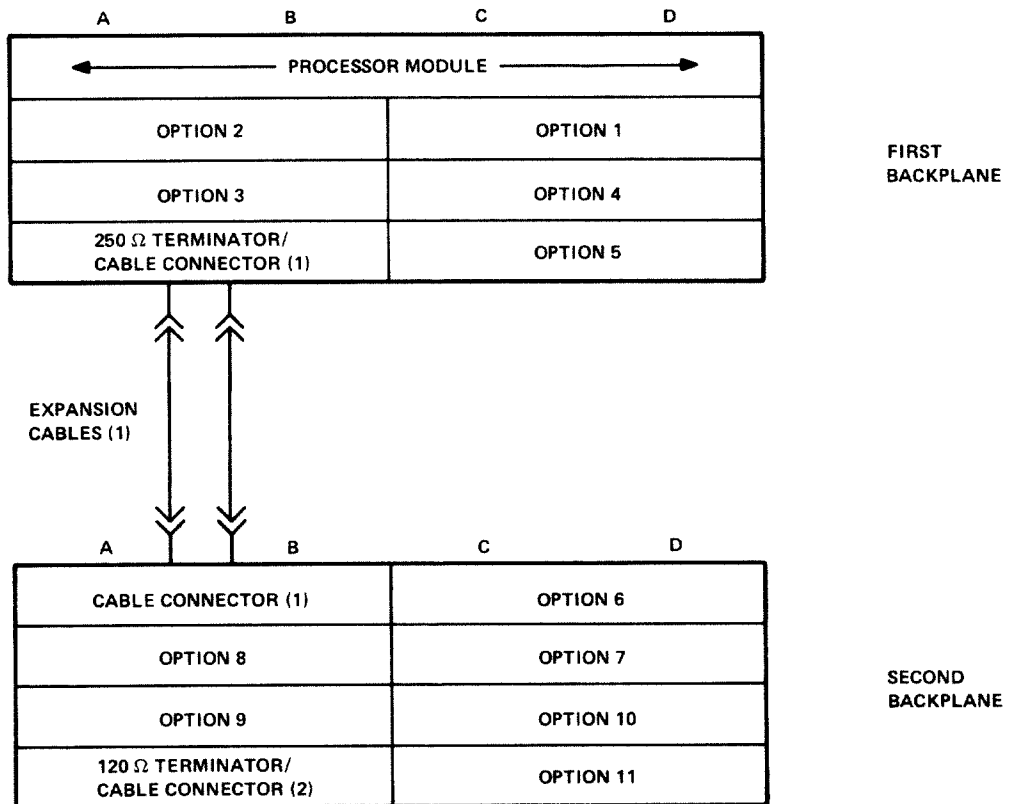 A B C D
PROCESSOR MODULE
OPTION 2 OPTION 1
OPTION 3 OPTION 4
250 Ω TERMINATOR/
CABLE CONNECTOR (1)
OPTION 5
FIRST
BACKPLANE
EXPANSION
CABLES (1)
A B C D
CABLE CONNECTOR (1) OPTION 6
OPTION 8 OPTION 7
OPTION 9 OPTION 10
120 Ω TERMINATOR/
CABLE CONNECTOR (2)
OPTION 11
SECOND
BACKPLANE